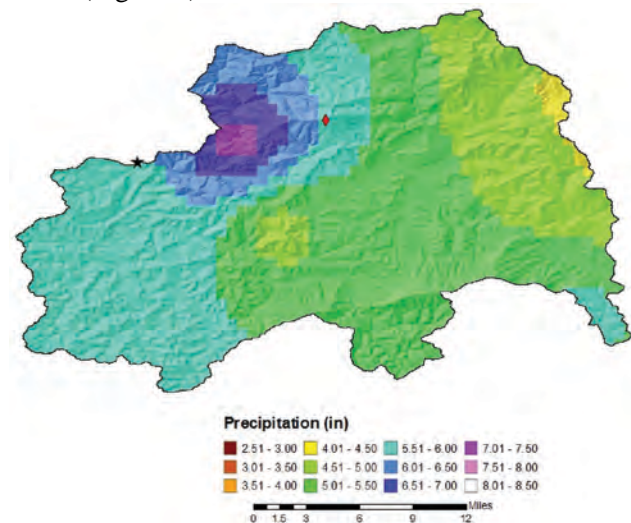 Precipitation (in)
2.51 - 3.00 4.01 - 4.50 5.51 - 6.00 7.01 - 7.50
3.01 - 3.50 4.51 - 5.00 6.01 - 6.50 7.51 - 8.00
3.51 - 4.00 5.01 - 5.50 6.51 - 7.00 8.01 - 8.50
Miles
0 1.5 3 6 9 12